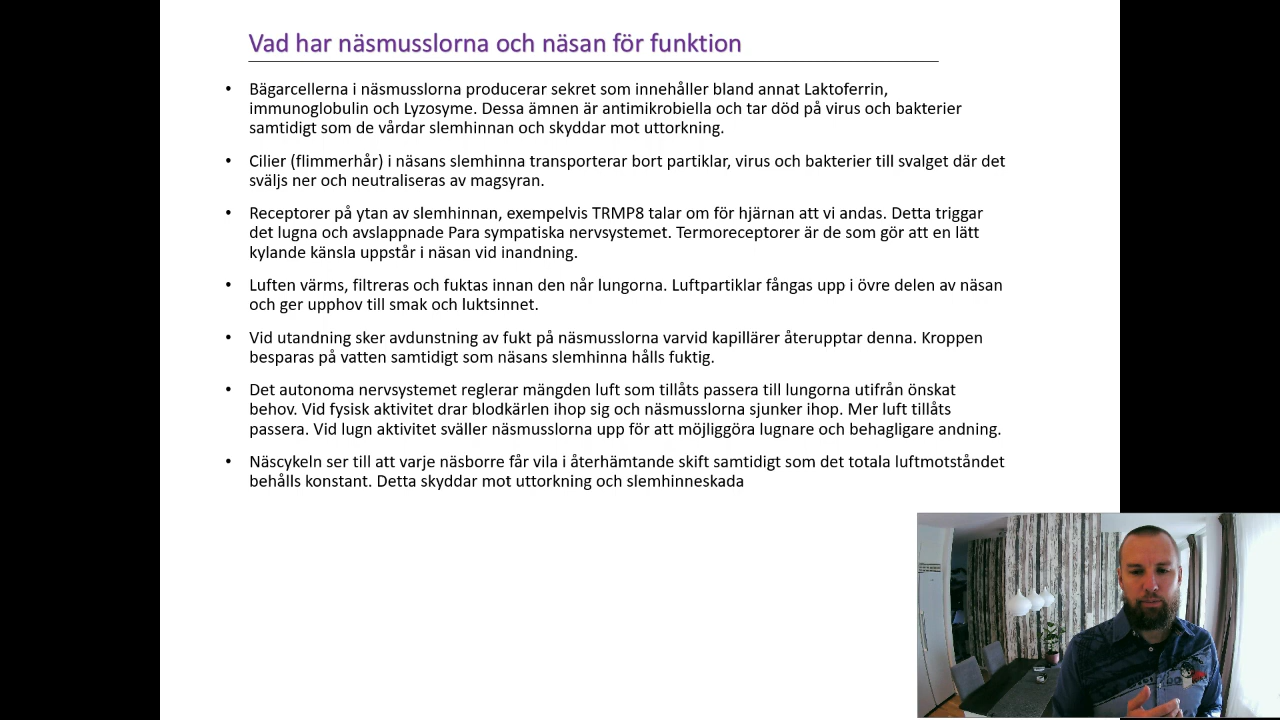 Vad har näsmusslorna och näsan för funktion
• Bägarcellerna i näsmusslorna producerar sekret som innehåller bland annat Laktoferrin,
immunoglobulin och Lyzosyme. Dessa ämnen är antimikrobiella och tar död på virus och bakterier
samtidigt som de vårdar slemhinnan och skyddar mot uttorkning.
• Cilier (flimmerhår) i näsans slemhinna transporterar bort partiklar, virus och bakterier till svalget där det
sväljs ner och neutraliseras av magsyran.
• Receptorer på ytan av slemhinnan, exempelvis TRMP8 talar om för hjärnan att vi andas. Detta triggar
det lugna och avslappnade Para sympatiska nervsystemet. Termoreceptorer är de som gör att en lätt
kylande känsla uppstår i näsan vid inandning.
• Luften värms, filtreras och fuktas innan den når lungorna. Luftpartiklar fångas upp i övre delen av näsan
och ger upphov till smak och luktsinnet.
• Vid utandning sker avdunstning av fukt på näsmusslorna varvid kapillärer återupptar denna. Kroppen
besparas på vatten samtidigt som näsans slemhinna hålls fuktig.
• Det autonoma nervsystemet reglerar mängden luft som tillåts passera till lungorna utifrån önskat
behov. Vid fysisk aktivitet drar blodkärlen ihop sig och näsmusslorna sjunker ihop. Mer luft tillåts
passera. Vid lugn aktivitet sväller näsmusslorna upp för att möjliggöra lugnare och behagligare andning.
• Näscykeln ser till att varje näsborre får vila i återhämtande skift samtidigt som det totala luftmotståndet
behålls konstant. Detta skyddar mot uttorkning och slemhinneskada